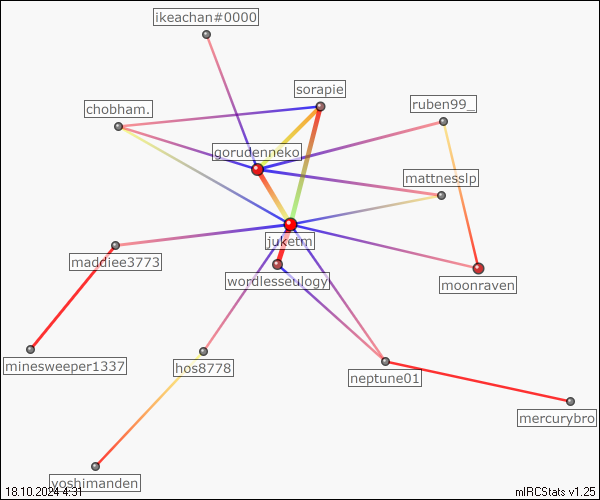 ikeachan#0000
sorapie
chobham.
ruben99_
gorudenneko
mattnesslp
juketm
maddiee3773
wordlesseulogy
moonraven
minesweeper1337
hos8778
neptune01
mercurybro
yoshimanden
18.10.2024 4:31
mIRCStats v1.25